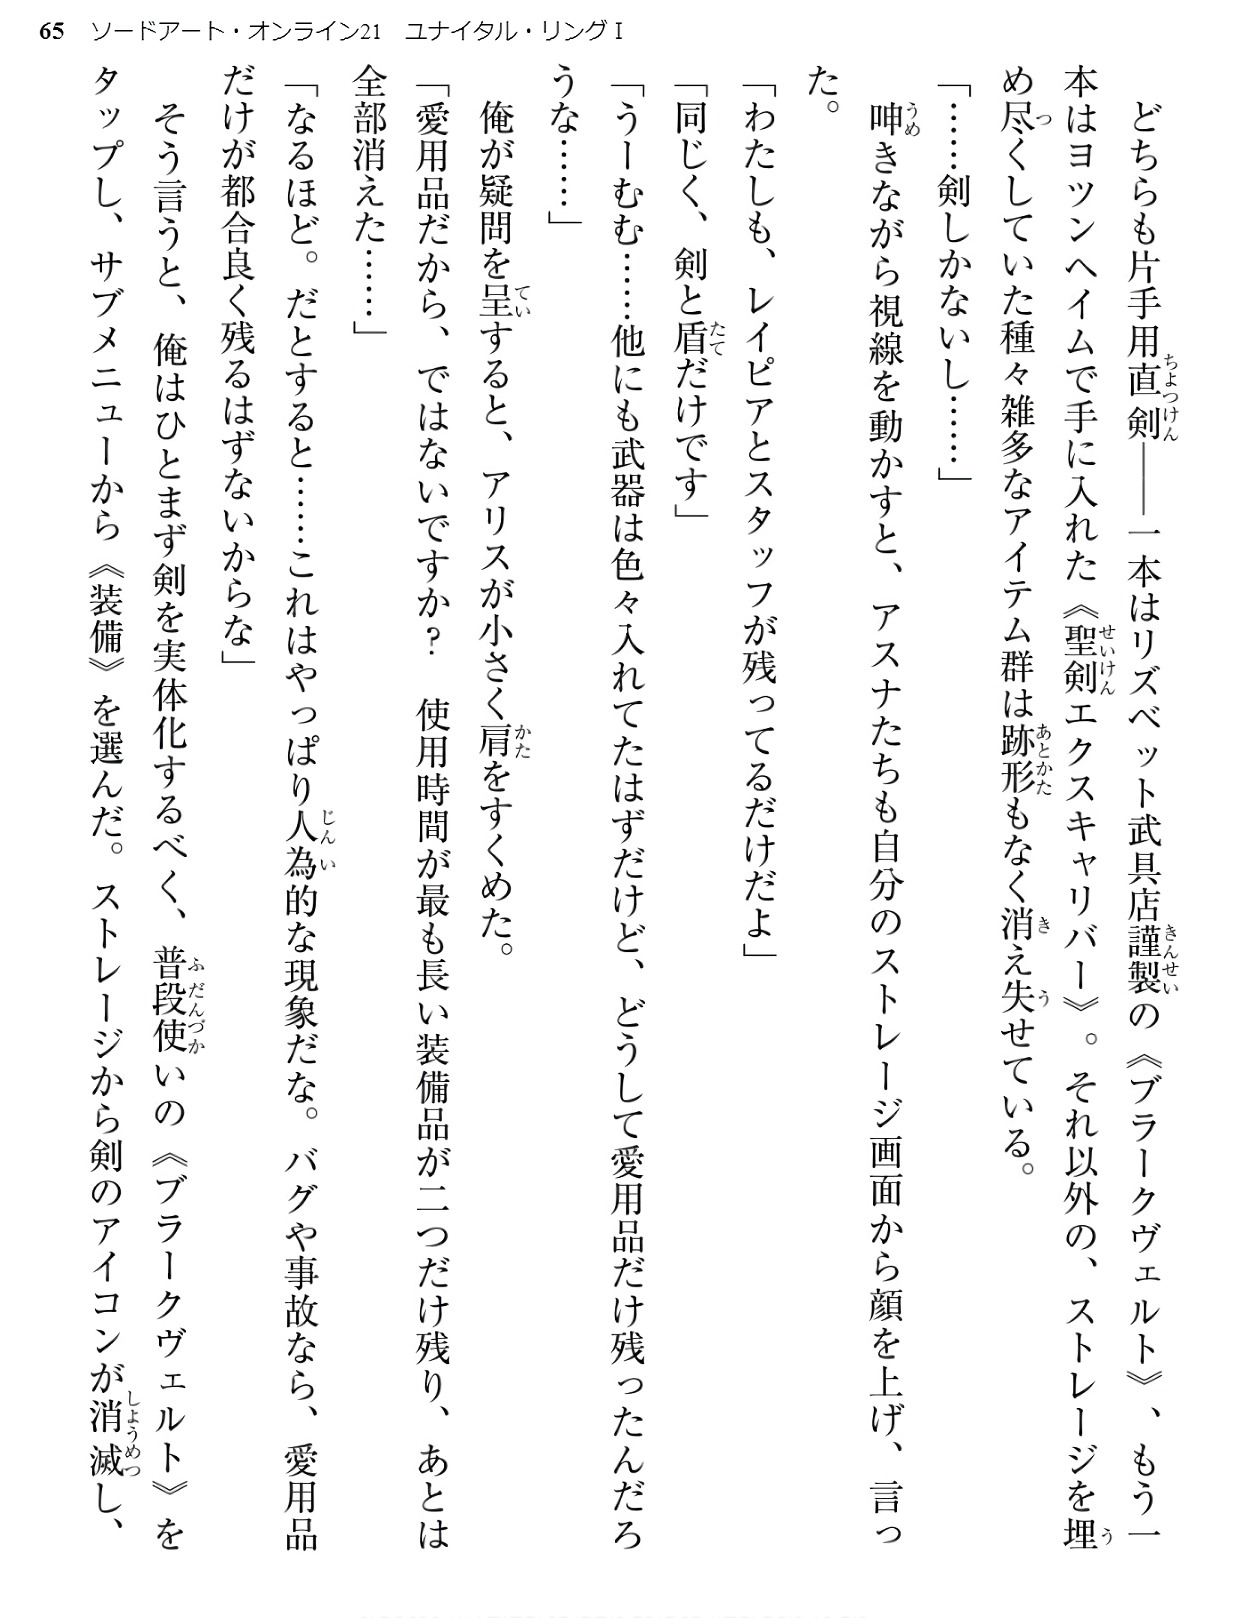 65 ソードアート・オンライン21　ユナイタル・リングⅠ
　どちらも片手用直剣――一本はリズベット武具店謹製の《ブラークヴェルト》、もう一
本はヨツンヘイムで手に入れた《聖剣エクスキャリバー》。それ以外の、ストレージを埋
め尽くしていた種々雑多なアイテム群は跡形もなく消え失せている。
「……剣しかないし……」
　呻きながら視線を動かすと、アスナたちも自分のストレージ画面から顔を上げ、言っ
た。
「わたしも、レイピアとスタッフが残ってるだけだよ」
「同じく、剣と盾だけです」
「うーむむ……他にも武器は色々入れてたはずだけど、どうして愛用品だけ残ったんだろ
うな……」
　俺が疑問を呈すると、アリスが小さく肩をすくめた。
「愛用品だから、ではないですか？　使用時間が最も長い装備品が二つだけ残り、あとは
全部消えた……」
「なるほど。だとすると……これはやっぱり人為的な現象だな。バグや事故なら、愛用品
だけが都合良く残るはずないからな」
　そう言うと、俺はひとまず剣を実体化するべく、普段使いの《ブラークヴェルト》を
タップし、サブメニューから《装備》を選んだ。ストレージから剣のアイコンが消滅し、